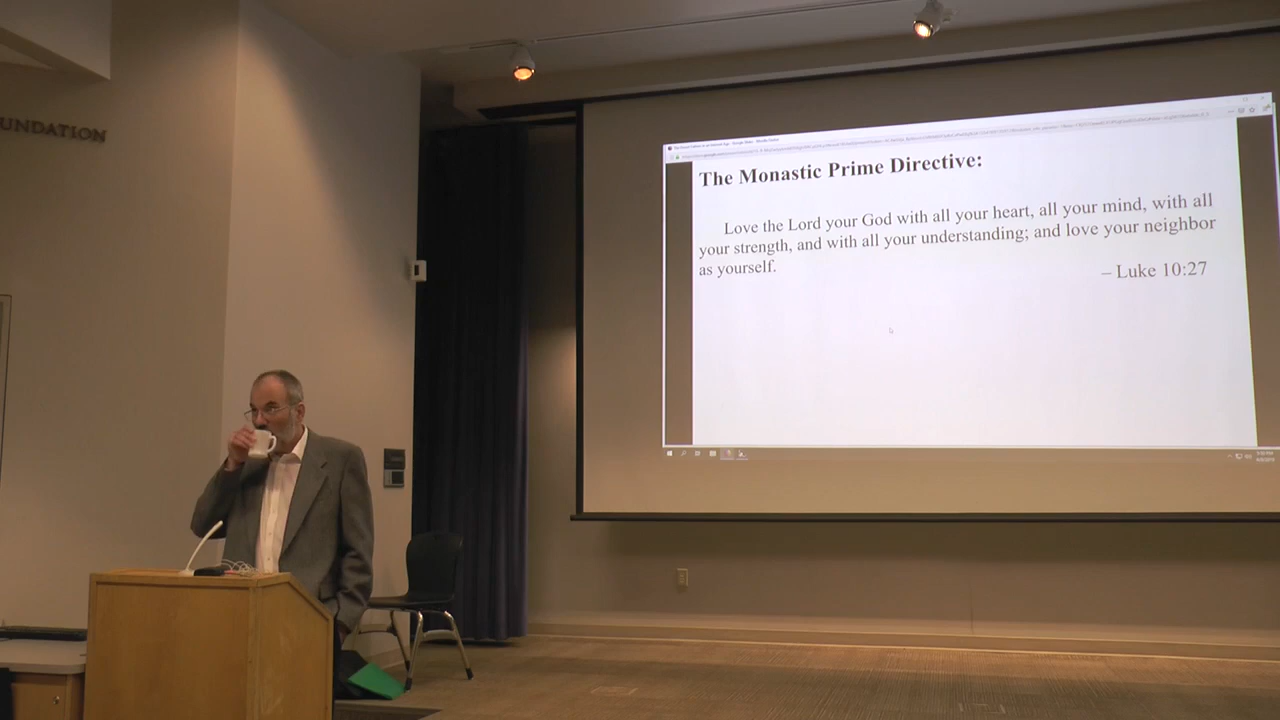 UNDATION
The Monastic Prime Directive:
Love the Lord your God with all your heart, all your mind, with all
your strength, and with all your understanding; and love your neighbor
as yourself.
– Luke 10:27